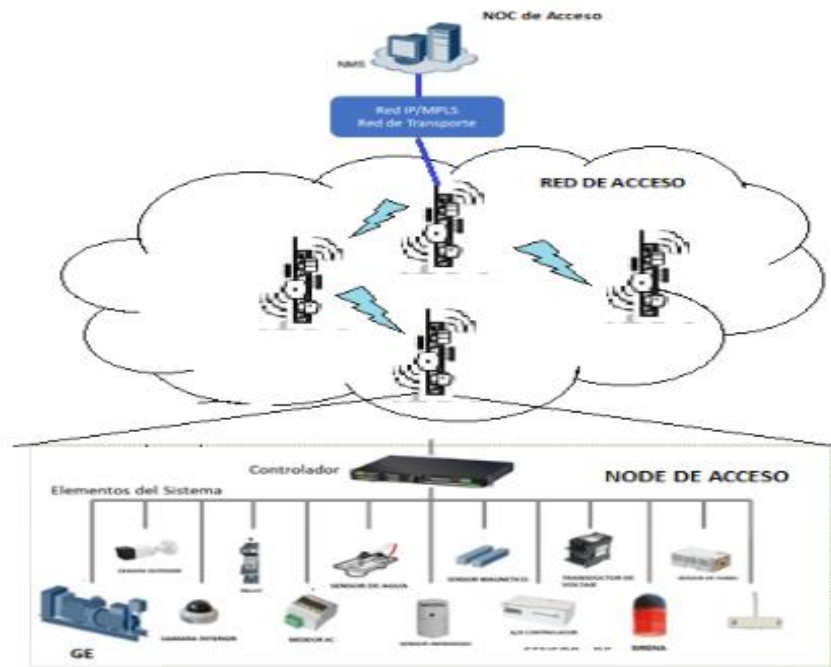 NOC de Acceso
NMS
Red IP/MPLS
Red de Transporte
RED DE ACCESO
Controlador
NODE DE ACCESO
Elementos del Sistema
SENSOR DE AGUA
SENSOR MAGNETICO
TRANSDUCTOR DE VOLTAJE
SENSOR DE HUMO
GE
CAMARA INTERIOR
MEDIDOR AC
A/C CONTROLADOR
SIRENA